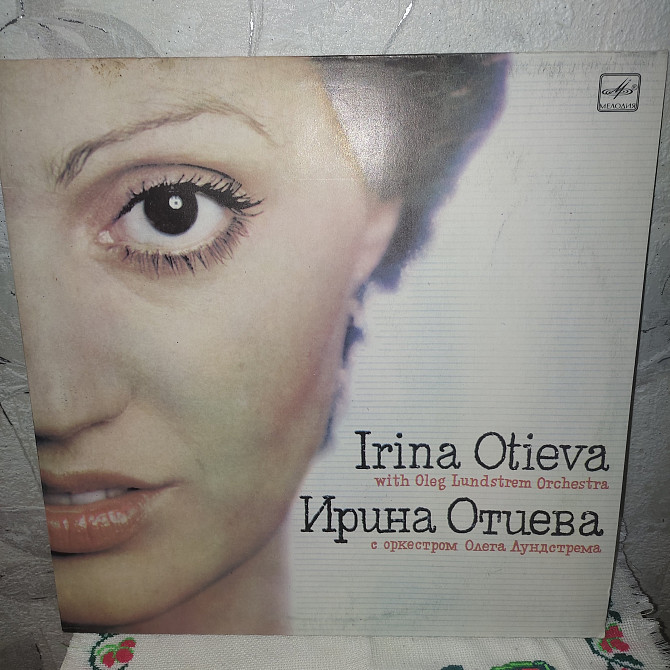 МЕЛОДИЯ
Irina Otieva
with Oleg Lundstrem Orchestra
Ирина Отиева
с оркестром Олега Лундстрема